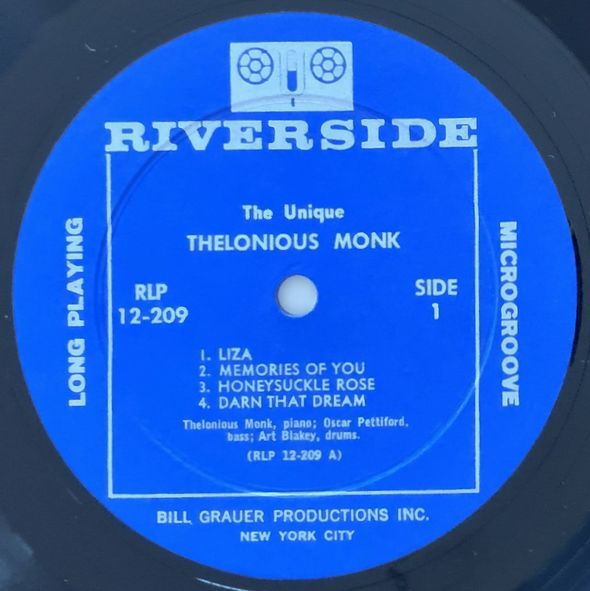 RIVERSIDE
The Unique
THELONIOUS MONK
LONG PLAYING
MICROGROOVE
RLP
12-209
SIDE
1
1. LIZA
2. MEMORIES OF YOU
3. HONEYSUCKLE ROSE
4. DARN THAT DREAM
Thelonious Monk, piano; Oscar Pettiford,
bass; Art Blakey, drums.
(RLP 12-209 A)
BILL GRAUER PRODUCTIONS INC.
NEW YORK CITY